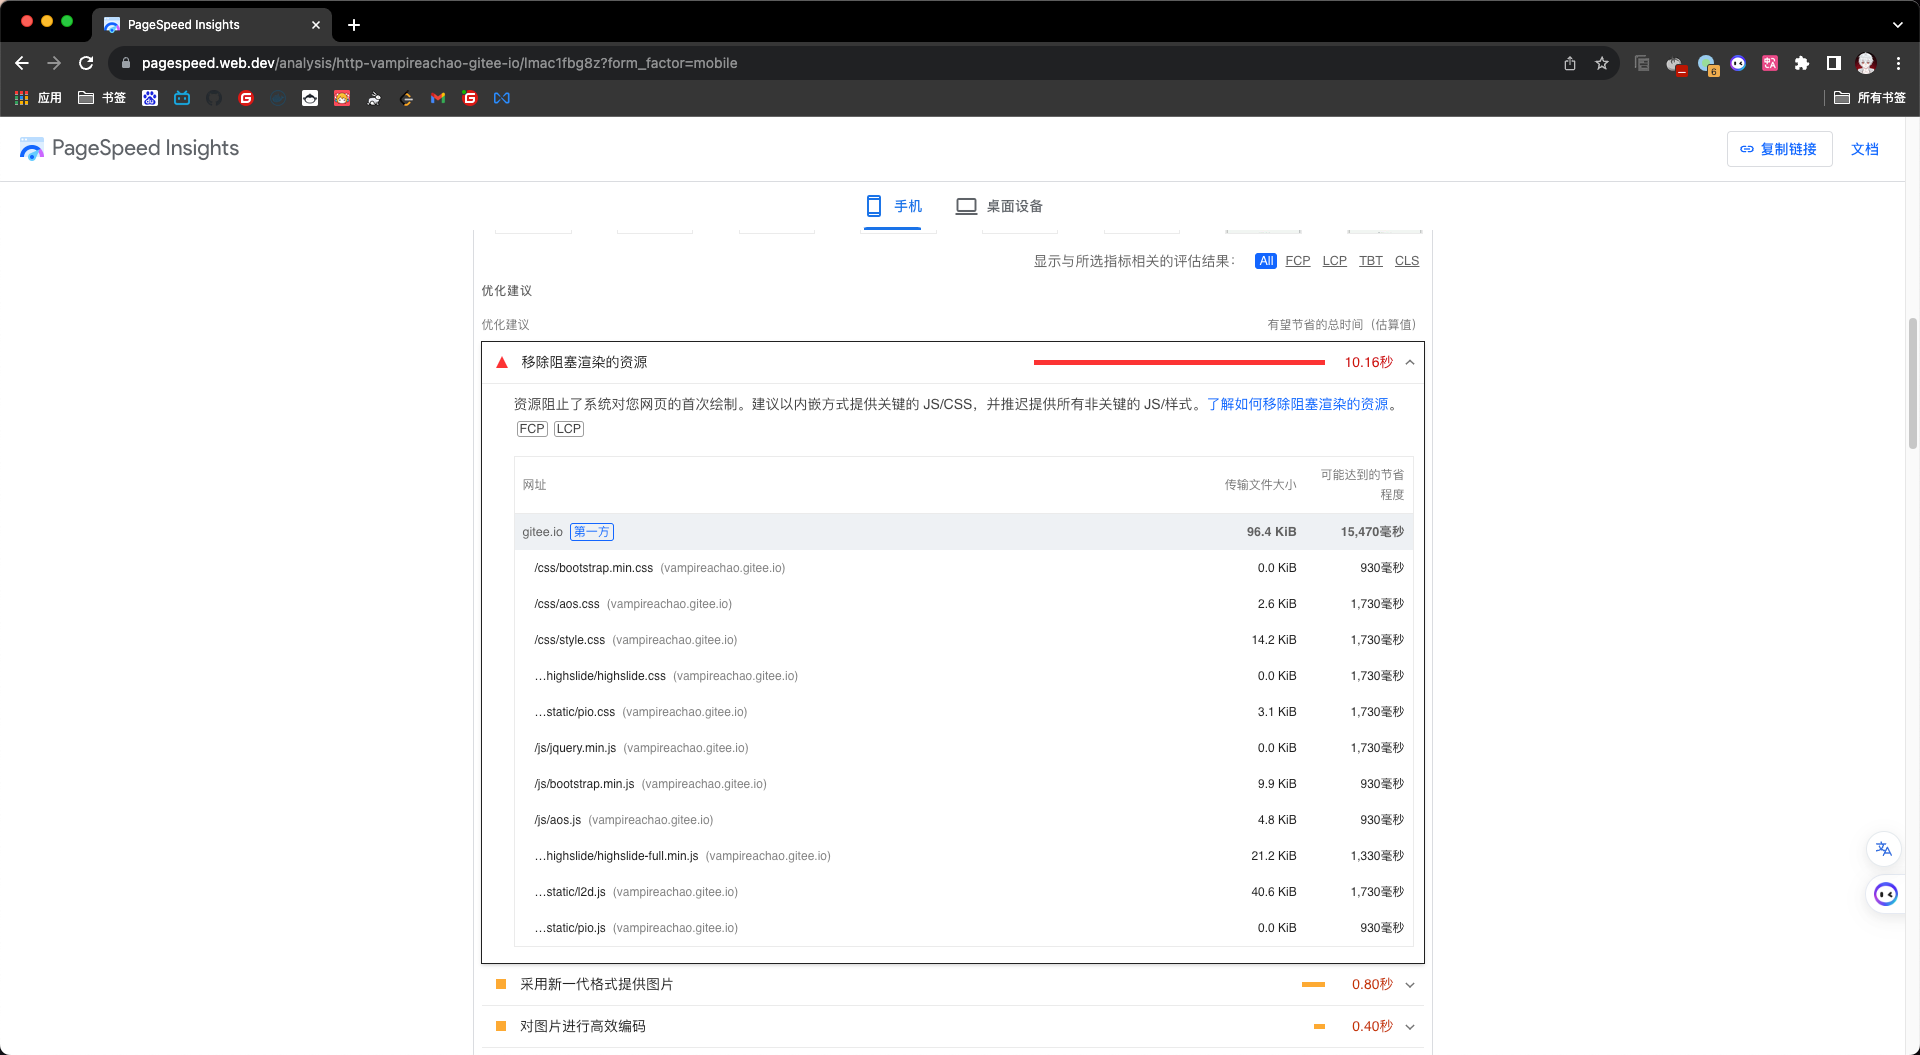 PageSpeed Insights
pagespeed.web.dev/analysis/http-vampireachao-gitee-io/lmac1fbg8z?form_factor=mobile
6
应用 书签 所有书签
PageSpeed Insights
复制链接 文档
手机 桌面设备
显示与所选指标相关的评估结果: All FCP LCP TBT CLS
优化建议
优化建议 有望节省的总时间（估算值）
移除阻塞渲染的资源 10.16秒
资源阻止了系统对您网页的首次绘制。建议以内嵌方式提供关键的 JS/CSS，并推迟提供所有非关键的 JS/样式。了解如何移除阻塞渲染的资源。
FCP LCP
网址 传输文件大小 可能达到的节省
程度
gitee.io 第一方 96.4 KiB 15,470毫秒
/css/bootstrap.min.css (vampireachao.gitee.io) 0.0 KiB 930毫秒
/css/aos.css (vampireachao.gitee.io) 2.6 KiB 1,730毫秒
/css/style.css (vampireachao.gitee.io) 14.2 KiB 1,730毫秒
…highslide/highslide.css (vampireachao.gitee.io) 0.0 KiB 1,730毫秒
…static/pio.css (vampireachao.gitee.io) 3.1 KiB 1,730毫秒
/js/jquery.min.js (vampireachao.gitee.io) 0.0 KiB 1,730毫秒
/js/bootstrap.min.js (vampireachao.gitee.io) 9.9 KiB 930毫秒
/js/aos.js (vampireachao.gitee.io) 4.8 KiB 930毫秒
…highslide/highslide-full.min.js (vampireachao.gitee.io) 21.2 KiB 1,330毫秒
…static/l2d.js (vampireachao.gitee.io) 40.6 KiB 1,730毫秒
…static/pio.js (vampireachao.gitee.io) 0.0 KiB 930毫秒
采用新一代格式提供图片 0.80秒
对图片进行高效编码 0.40秒